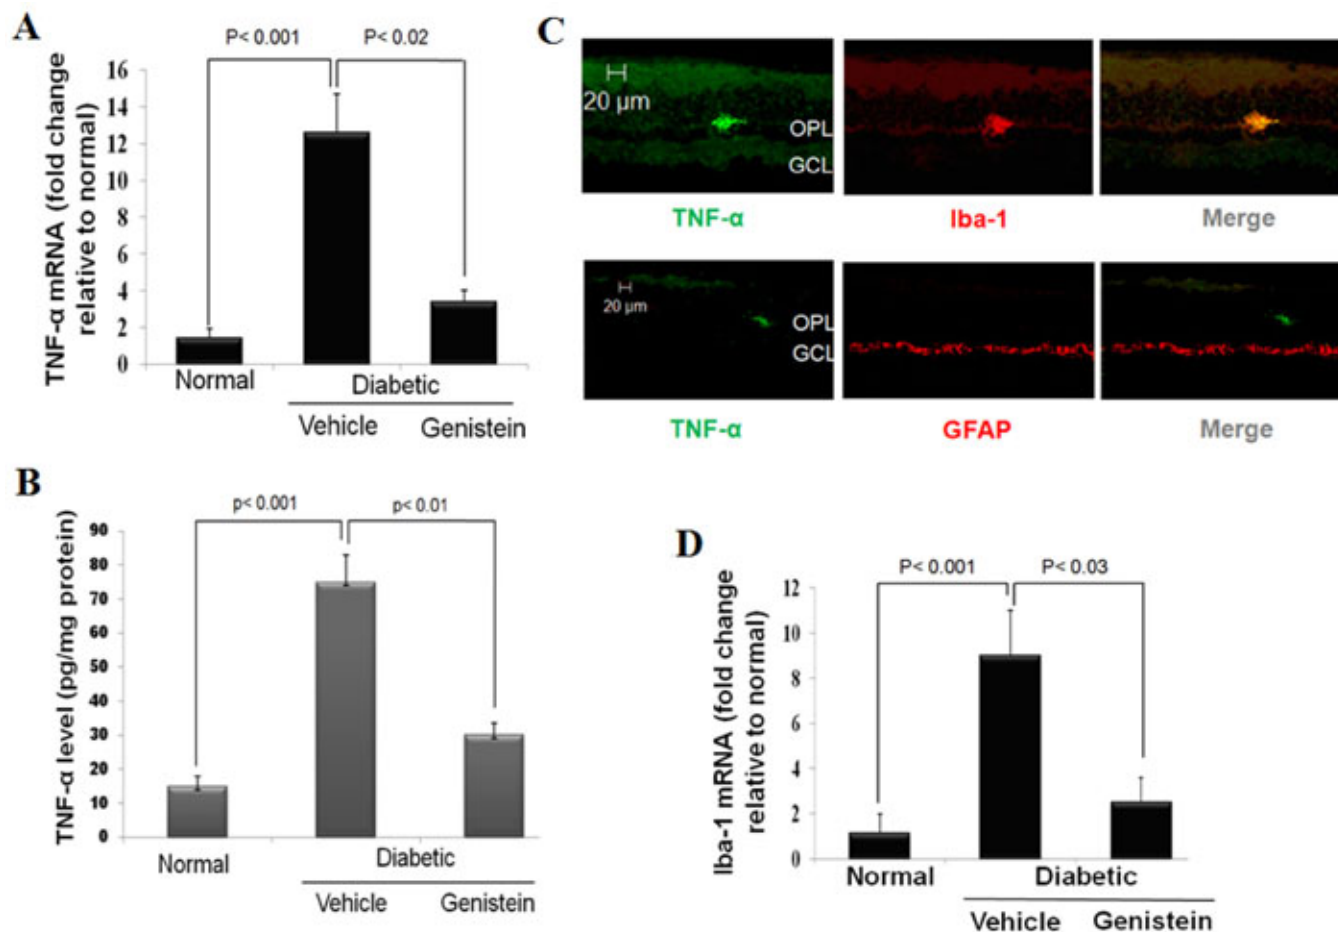 A
P< 0.001
P< 0.02
TNF-α mRNA (fold change
relative to normal)
16
14
12
10
8
6
4
2
0
Normal
Diabetic
Vehicle
Genistein
B
p< 0.001
p< 0.01
TNF-α level (pg/mg protein)
90
80
70
60
50
40
30
20
10
0
Normal
Diabetic
Vehicle
Genistein
C
20 µm
OPL
GCL
TNF-α
Iba-1
Merge
20 µm
OPL
GCL
TNF-α
GFAP
Merge
D
P< 0.001
P< 0.03
Iba-1 mRNA (fold change
relative to normal)
12
10
8
6
4
2
0
Normal
Diabetic
Vehicle
Genistein